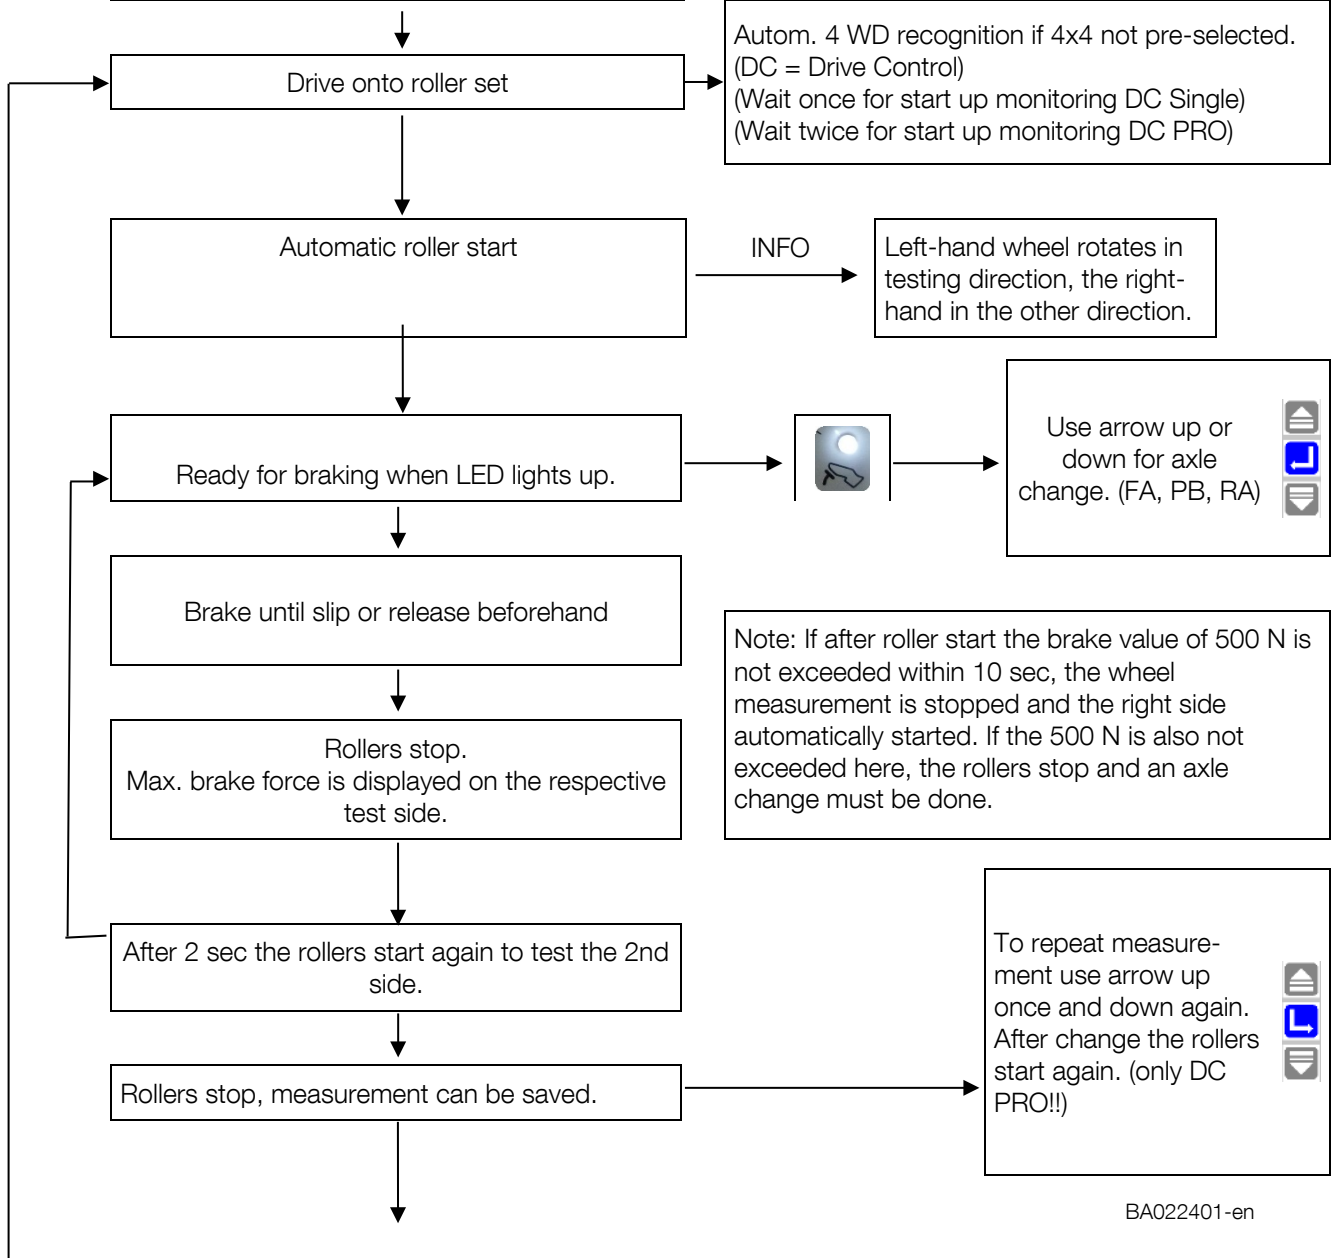 Drive onto roller set
Autom. 4 WD recognition if 4x4 not pre-selected.
(DC = Drive Control)
(Wait once for start up monitoring DC Single)
(Wait twice for start up monitoring DC PRO)
Automatic roller start
INFO
Left-hand wheel rotates in
testing direction, the right-
hand in the other direction.
Ready for braking when LED lights up.
Use arrow up or
down for axle
change. (FA, PB, RA)
Brake until slip or release beforehand
Note: If after roller start the brake value of 500 N is
not exceeded within 10 sec, the wheel
measurement is stopped and the right side
automatically started. If the 500 N is also not
exceeded here, the rollers stop and an axle
change must be done.
Rollers stop.
Max. brake force is displayed on the respective
test side.
After 2 sec the rollers start again to test the 2nd
side.
To repeat measure-
ment use arrow up
once and down again.
After change the rollers
start again. (only DC
PRO!!)
Rollers stop, measurement can be saved.
BA022401-en